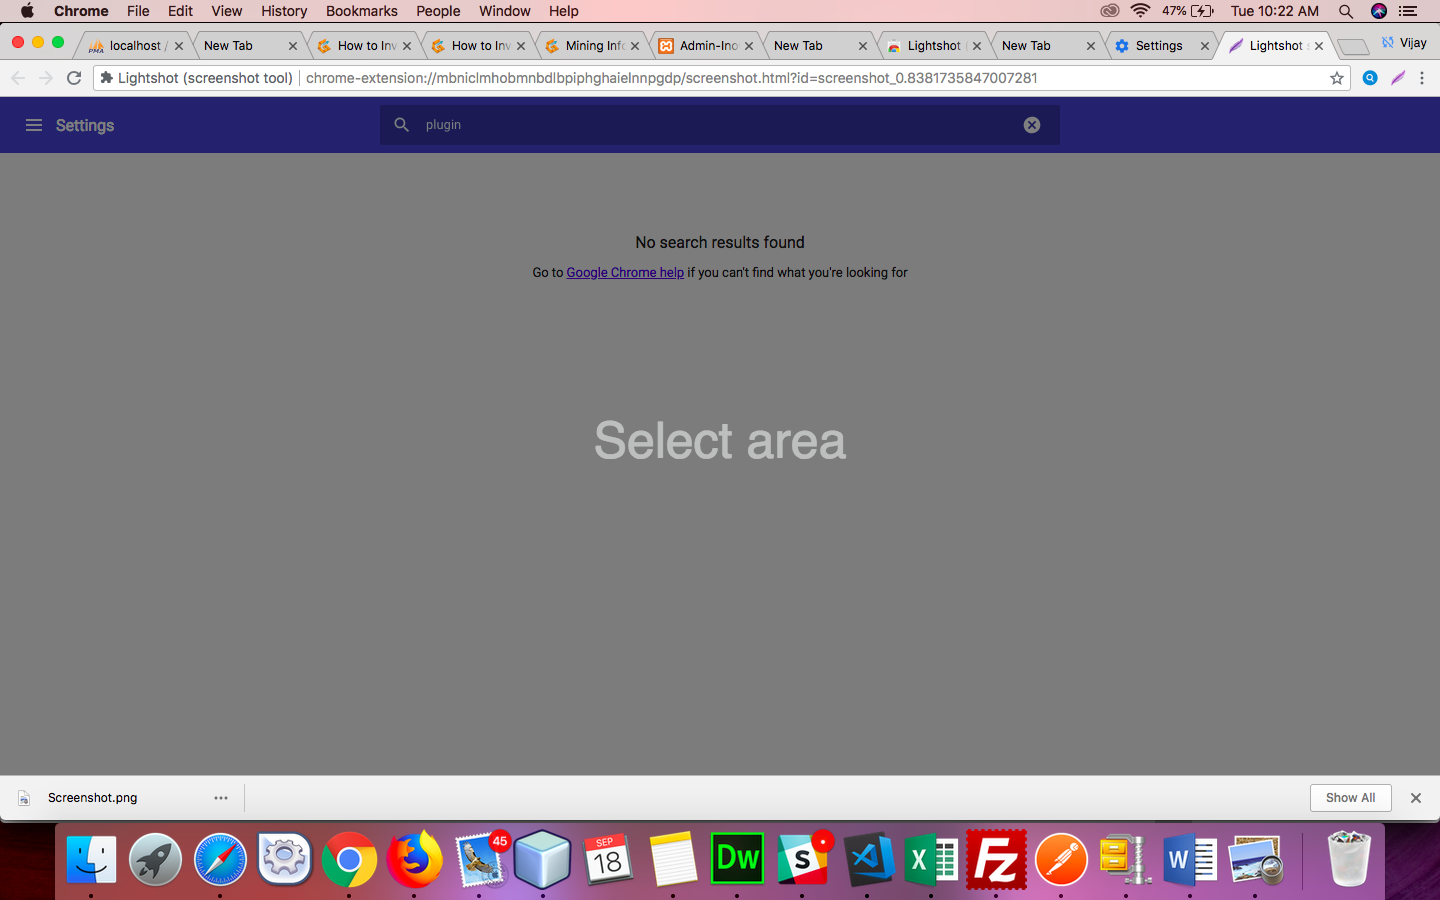 Chrome File Edit View History Bookmarks People Window Help 47% Tue 10:22 AM
localhost / New Tab How to Inv How to Inv Mining Info Admin-Ino New Tab Lightshot New Tab Settings Lightshot Vijay
Lightshot (screenshot tool) | chrome-extension://mbniclmhobmnbdlbpiphghaielnnpgdp/screenshot.html?id=screenshot_0.8381735847007281
Settings plugin
No search results found
Go to Google Chrome help if you can't find what you're looking for
Select area
Screenshot.png Show All
45 SEP 18 Dw S X Fz W